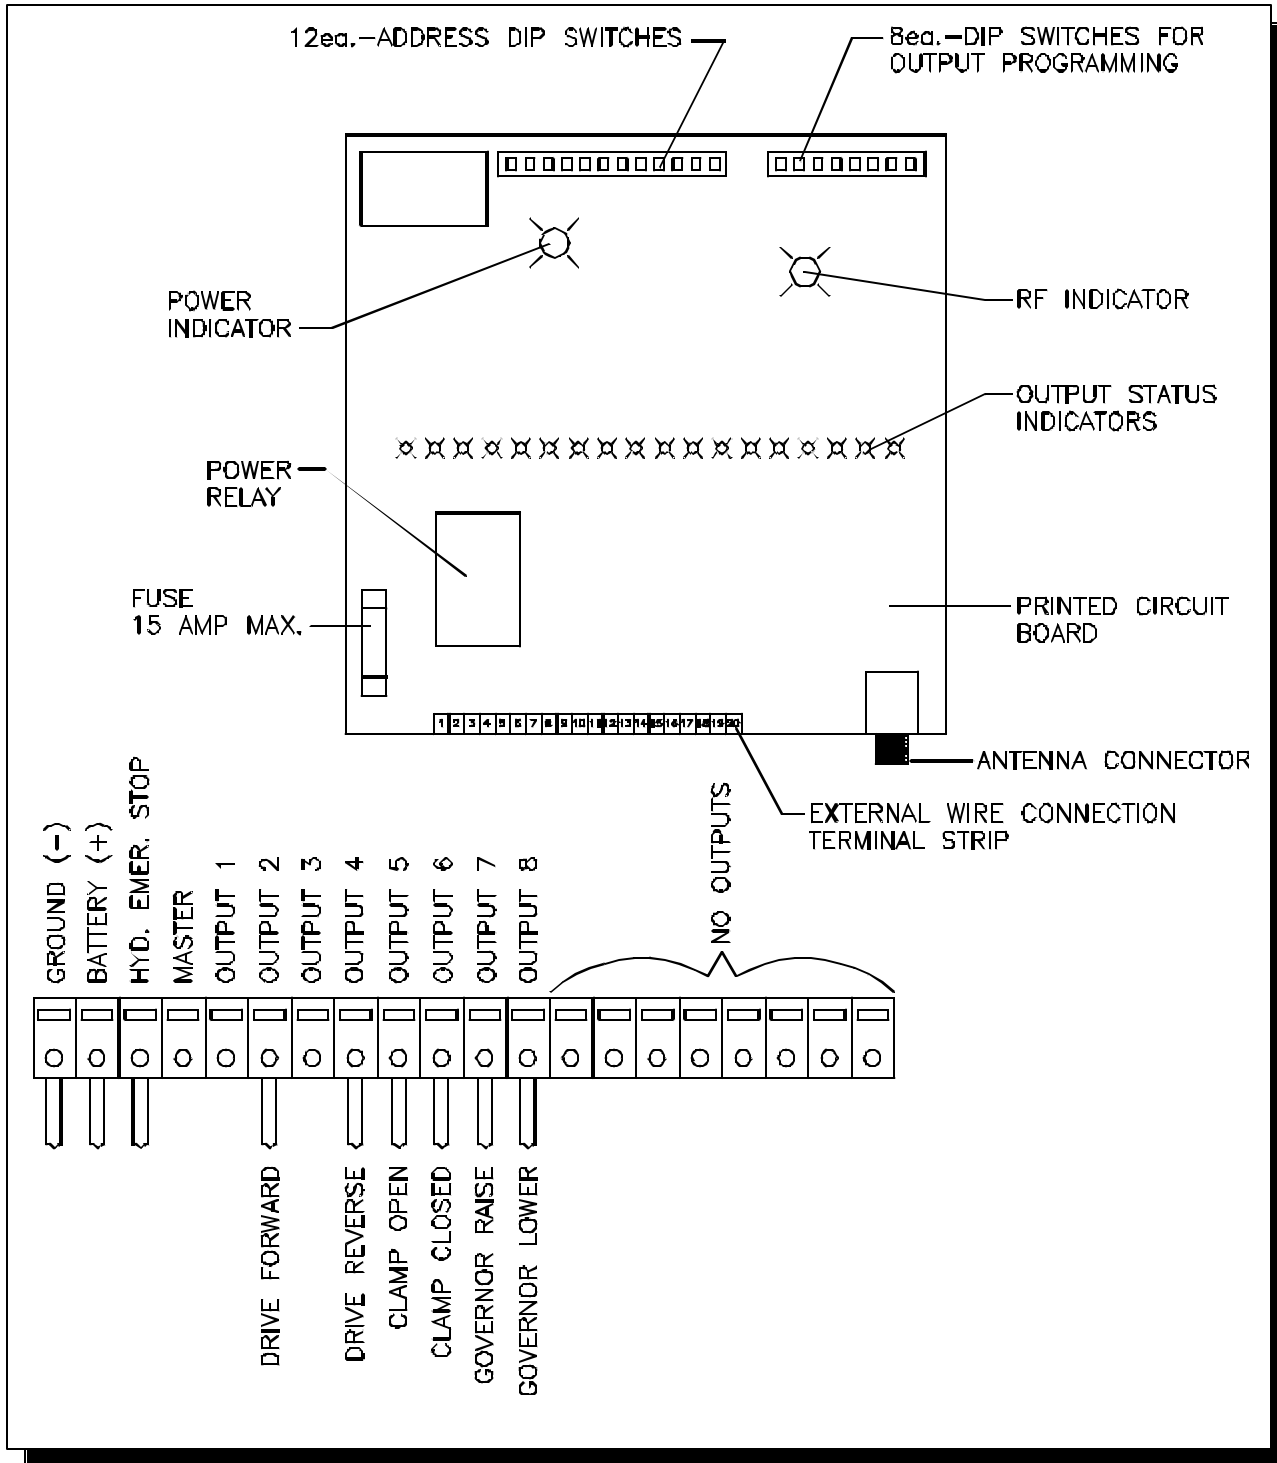 12ea.-ADDRESS DIP SWITCHES
8ea.-DIP SWITCHES FOR
OUTPUT PROGRAMMING
POWER
INDICATOR
RF INDICATOR
OUTPUT STATUS
INDICATORS
POWER
RELAY
FUSE
15 AMP MAX.
PRINTED CIRCUIT
BOARD
1 2 3 4 5 6 7 8 9 10 11 12 13 14 15 16 17 18 19 20
ANTENNA CONNECTOR
EXTERNAL WIRE CONNECTION
TERMINAL STRIP
GROUND (-)
BATTERY (+)
HYD. EMER. STOP
MASTER
OUTPUT 1
OUTPUT 2
OUTPUT 3
OUTPUT 4
OUTPUT 5
OUTPUT 6
OUTPUT 7
OUTPUT 8
NO OUTPUTS
DRIVE FORWARD
DRIVE REVERSE
CLAMP OPEN
CLAMP CLOSED
GOVERNOR RAISE
GOVERNOR LOWER